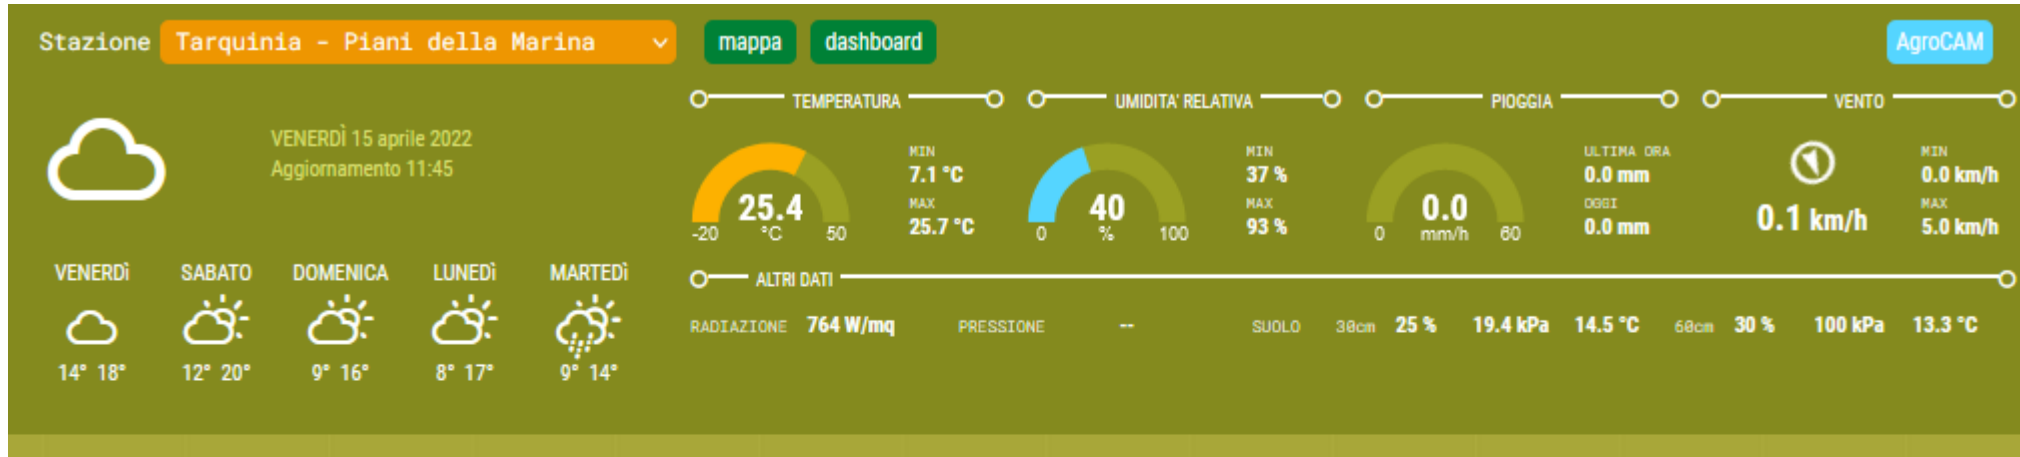 Stazione Tarquinia - Piani della Marina mappa dashboard AgroCAM
VENERDÌ 15 aprile 2022
Aggiornamento 11:45
TEMPERATURA
25.4
°C
-20 50
MIN
7.1 °C
MAX
25.7 °C
UMIDITA' RELATIVA
40
%
0 100
MIN
37 %
MAX
93 %
PIOGGIA
0.0
mm/h
0 60
ULTIMA ORA
0.0 mm
OGGI
0.0 mm
VENTO
0.1 km/h
MIN
0.0 km/h
MAX
5.0 km/h
VENERDÌ SABATO DOMENICA LUNEDÌ MARTEDÌ
14° 18° 12° 20° 9° 16° 8° 17° 9° 14°
ALTRI DATI
RADIAZIONE 764 W/mq PRESSIONE -- SUOLO 30cm 25 % 19.4 kPa 14.5 °C 60cm 30 % 100 kPa 13.3 °C